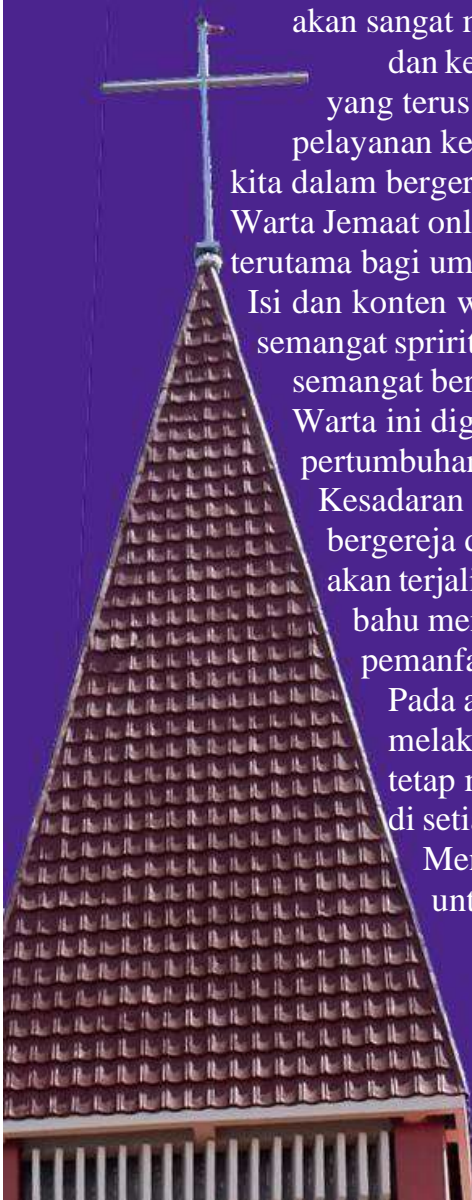 akan sangat m
dan ke
yang terus
pelayanan ke
kita dalam berger
Warta Jemaat onl
terutama bagi um
Isi dan konten w
semangat spririt
semangat ber
Warta ini dig
pertumbuhan
Kesadaran
bergereja d
akan terjali
bahu me
pemanfa
Pada a
melak
tetap m
di setia
Me
unt